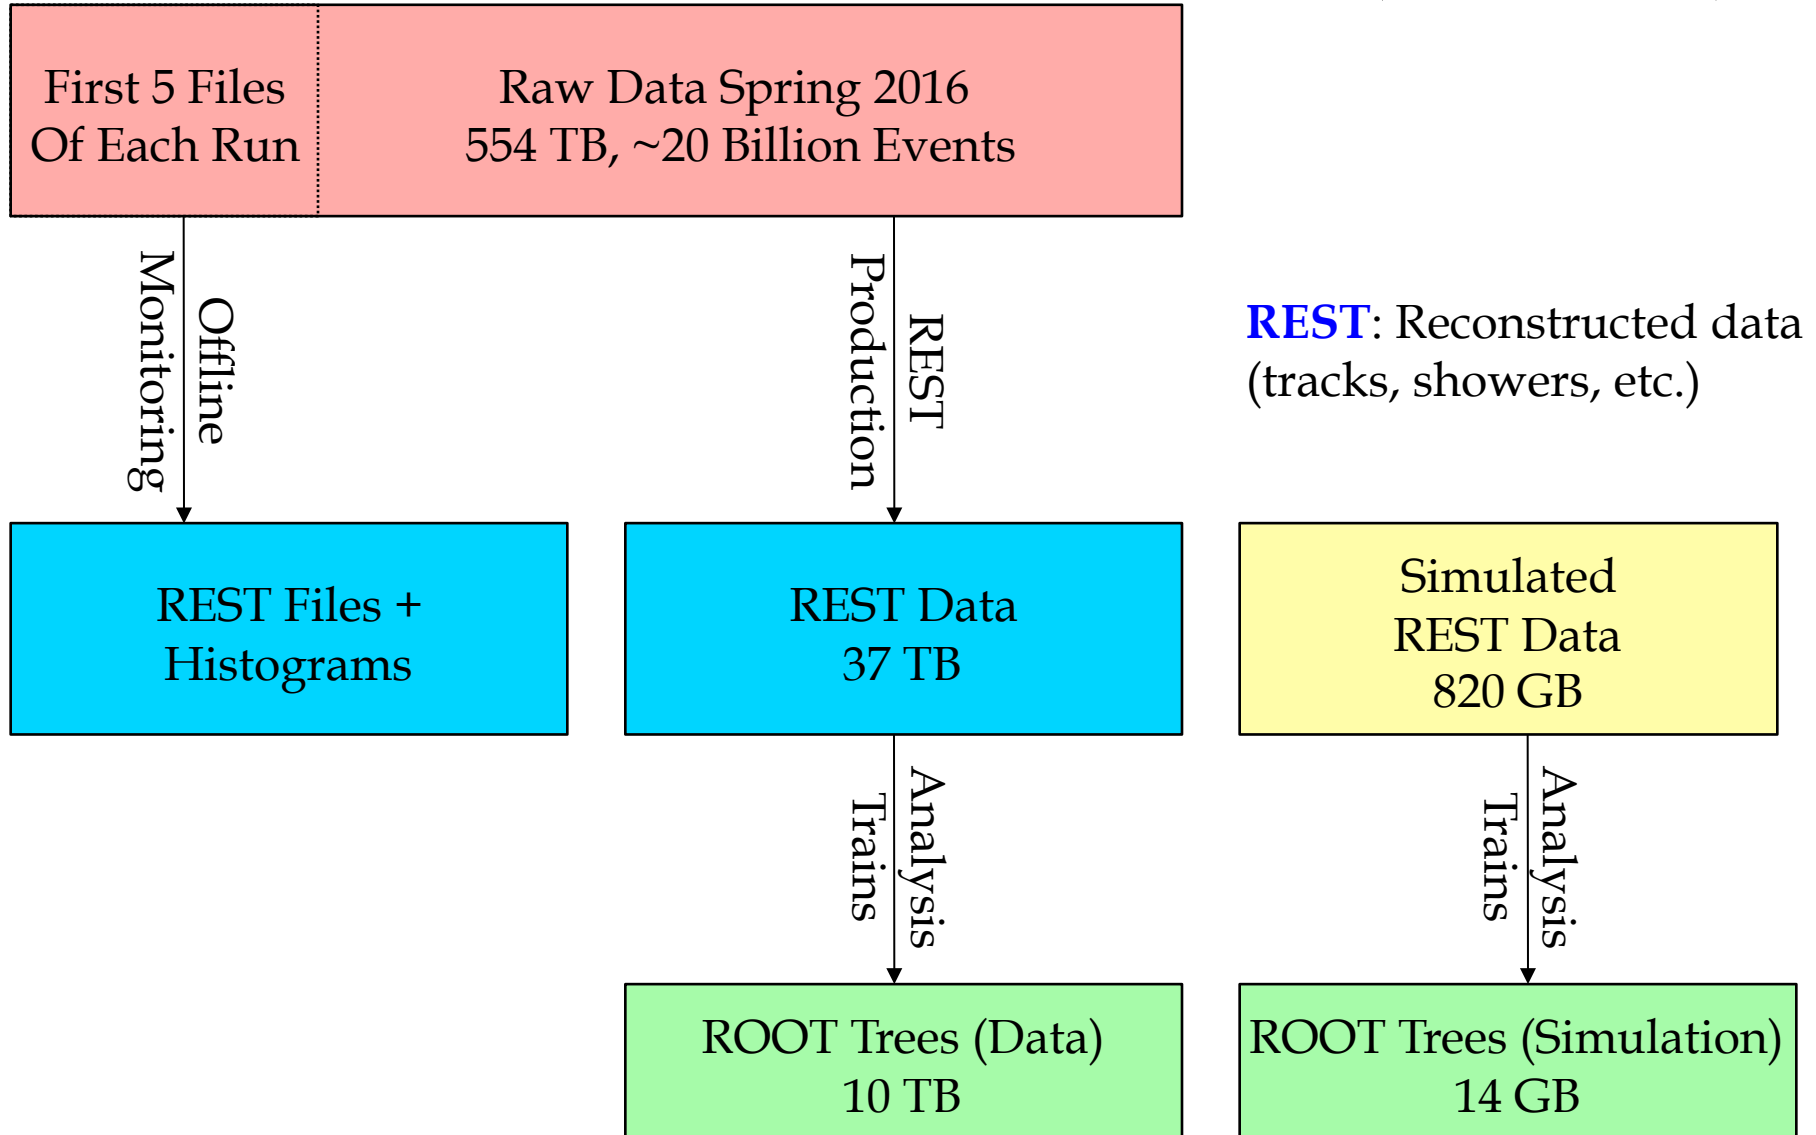 First 5 Files
Of Each Run
Raw Data Spring 2016
554 TB, ~20 Billion Events
Offline
Monitoring
REST
Production
REST: Reconstructed data
(tracks, showers, etc.)
REST Files +
Histograms
REST Data
37 TB
Simulated
REST Data
820 GB
Analysis
Trains
Analysis
Trains
ROOT Trees (Data)
10 TB
ROOT Trees (Simulation)
14 GB